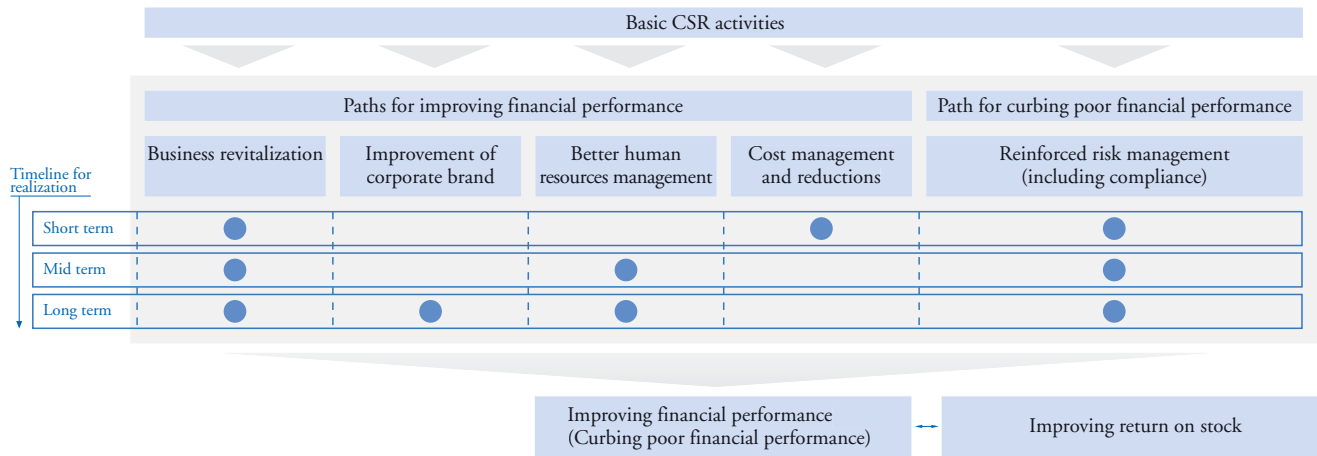 Basic CSR activities
Paths for improving financial performance
Path for curbing poor financial performance
Business revitalization
Improvement of
corporate brand
Better human
resources management
Cost management
and reductions
Reinforced risk management
(including compliance)
Timeline for
realization
Short term
Mid term
Long term
Improving financial performance
(Curbing poor financial performance)
Improving return on stock